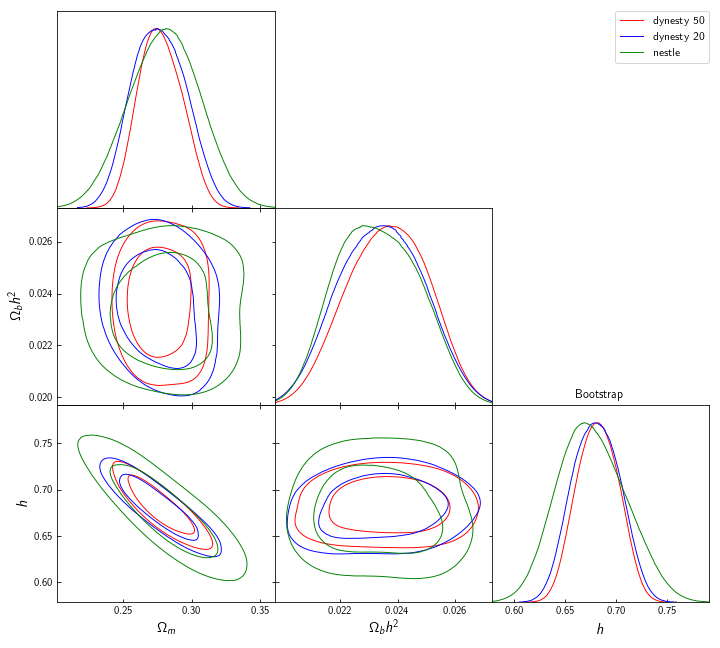 dynesty 50
dynesty 20
nestle
0.026
0.024
0.022
0.020
Ω_b h²
Bootstrap
0.75
0.70
0.65
0.60
h
0.25 0.30 0.35
0.022 0.024 0.026
0.60 0.65 0.70 0.75
Ω_m
Ω_b h²
h